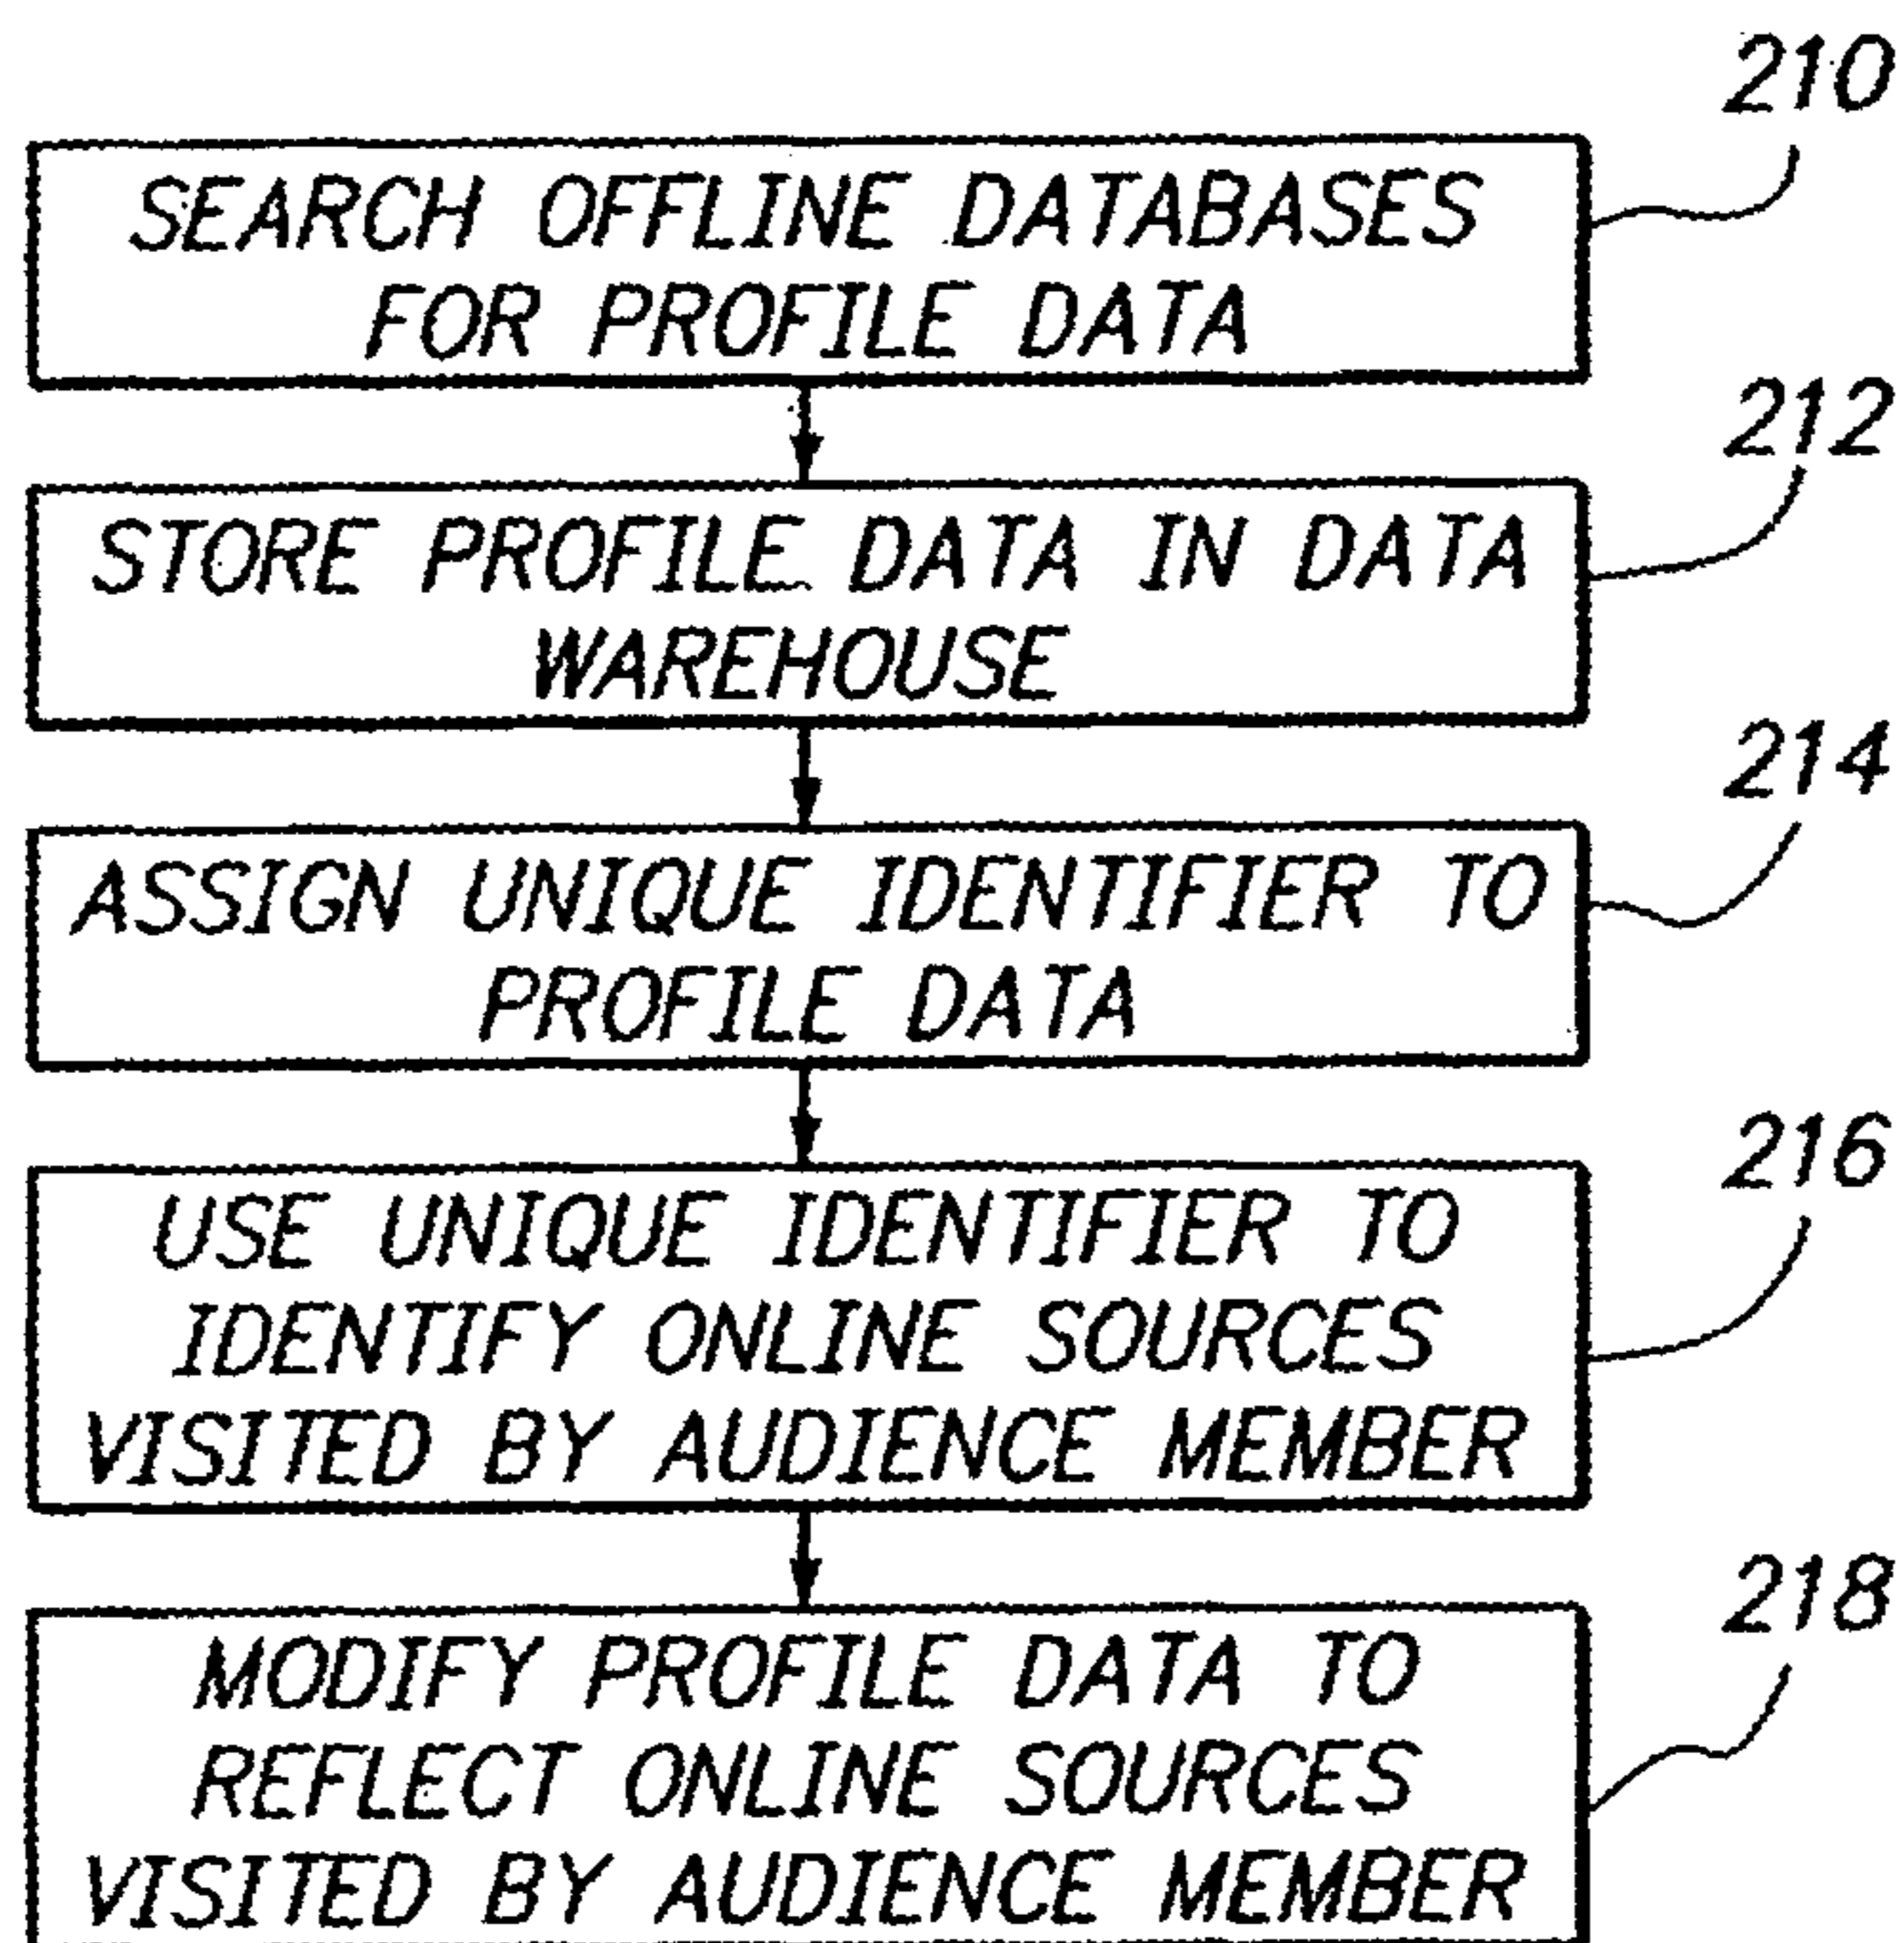 210
SEARCH OFFLINE DATABASES
FOR PROFILE DATA
212
STORE PROFILE DATA IN DATA
WAREHOUSE
214
ASSIGN UNIQUE IDENTIFIER TO
PROFILE DATA
216
USE UNIQUE IDENTIFIER TO
IDENTIFY ONLINE SOURCES
VISITED BY AUDIENCE MEMBER
218
MODIFY PROFILE DATA TO
REFLECT ONLINE SOURCES
VISITED BY AUDIENCE MEMBER